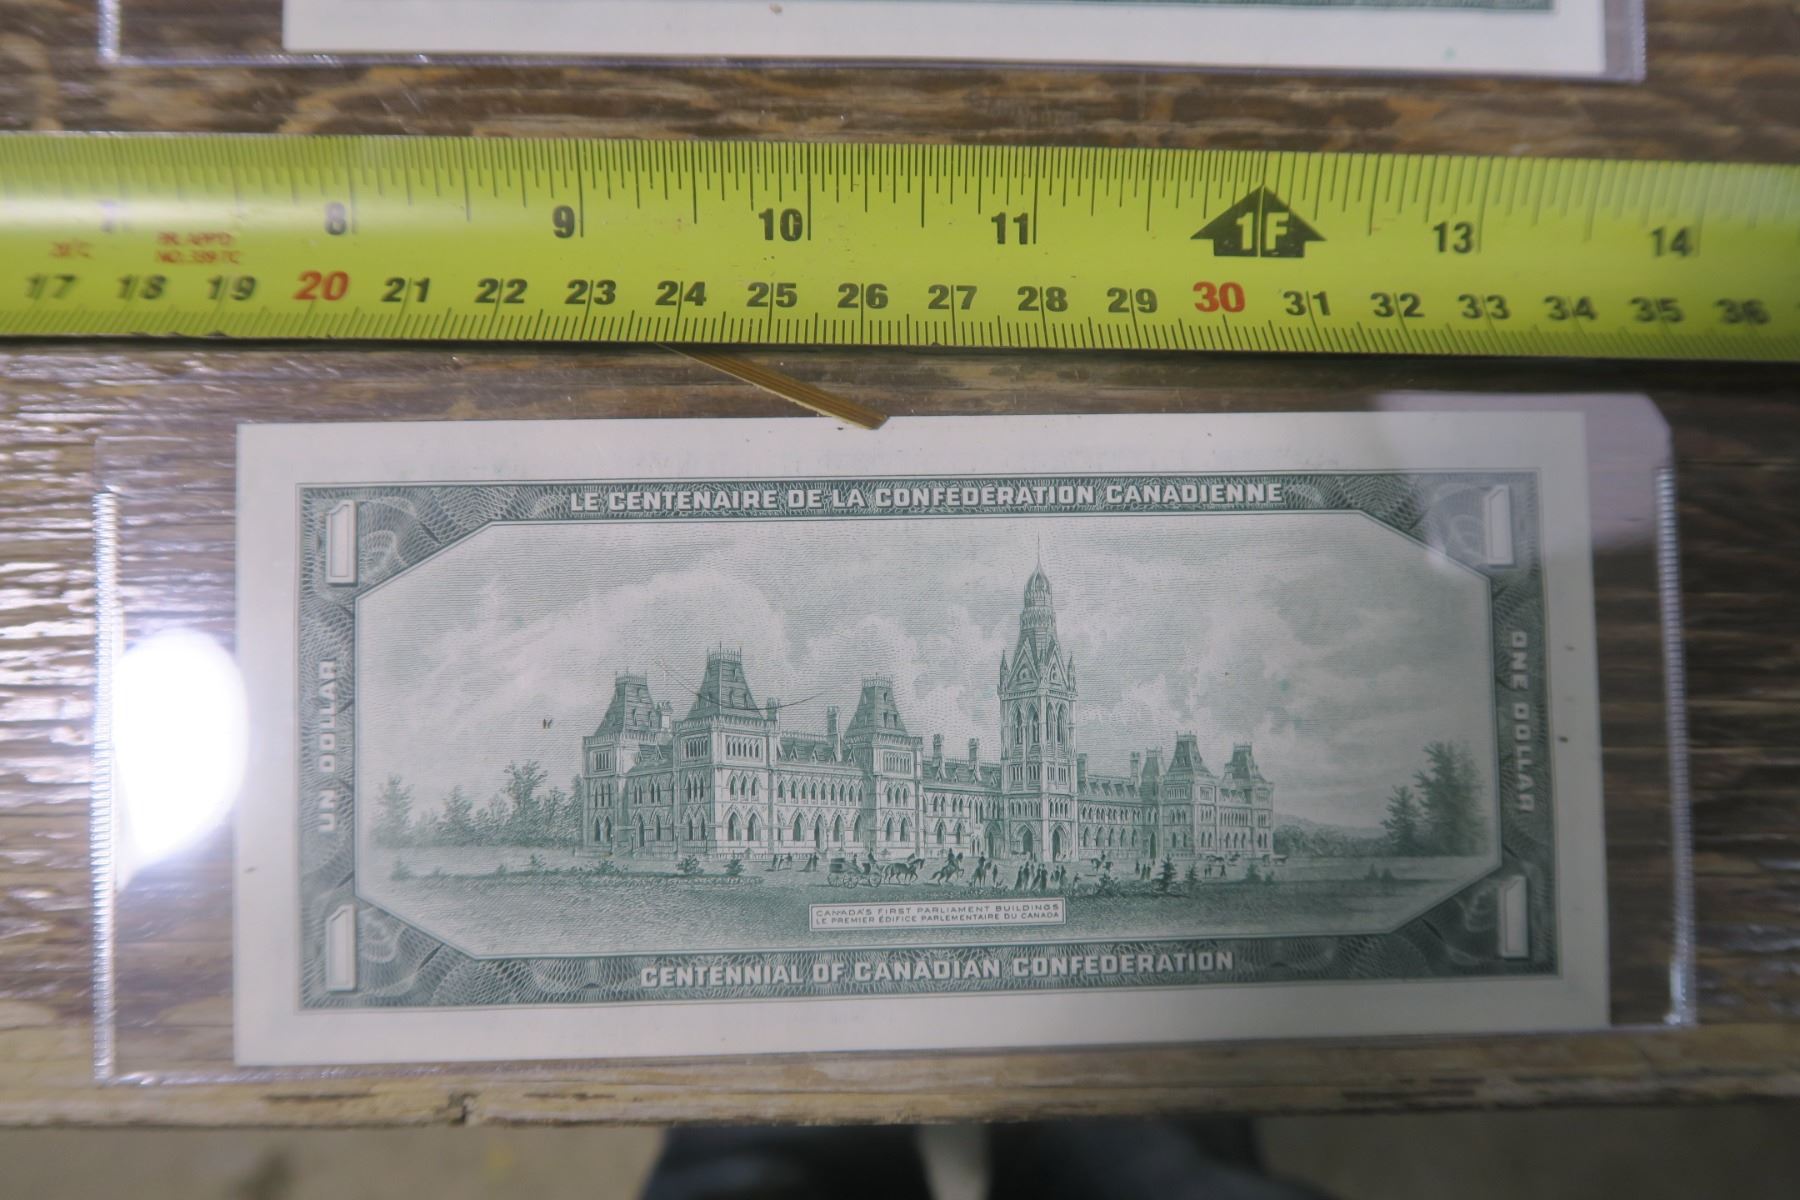 7 8 9 10 11 1F 13 14
17 18 19 20 21 22 23 24 25 26 27 28 29 30 31 32 33 34 35 36
LE CENTENAIRE DE LA CONFEDÉRATION CANADIENNE
1 1
UN DOLLAR
ONE DOLLAR
CANADA'S FIRST PARLIAMENT BUILDINGS
LE PREMIER ÉDIFICE PARLEMENTAIRE DU CANADA
1 1
CENTENNIAL OF CANADIAN CONFEDERATION